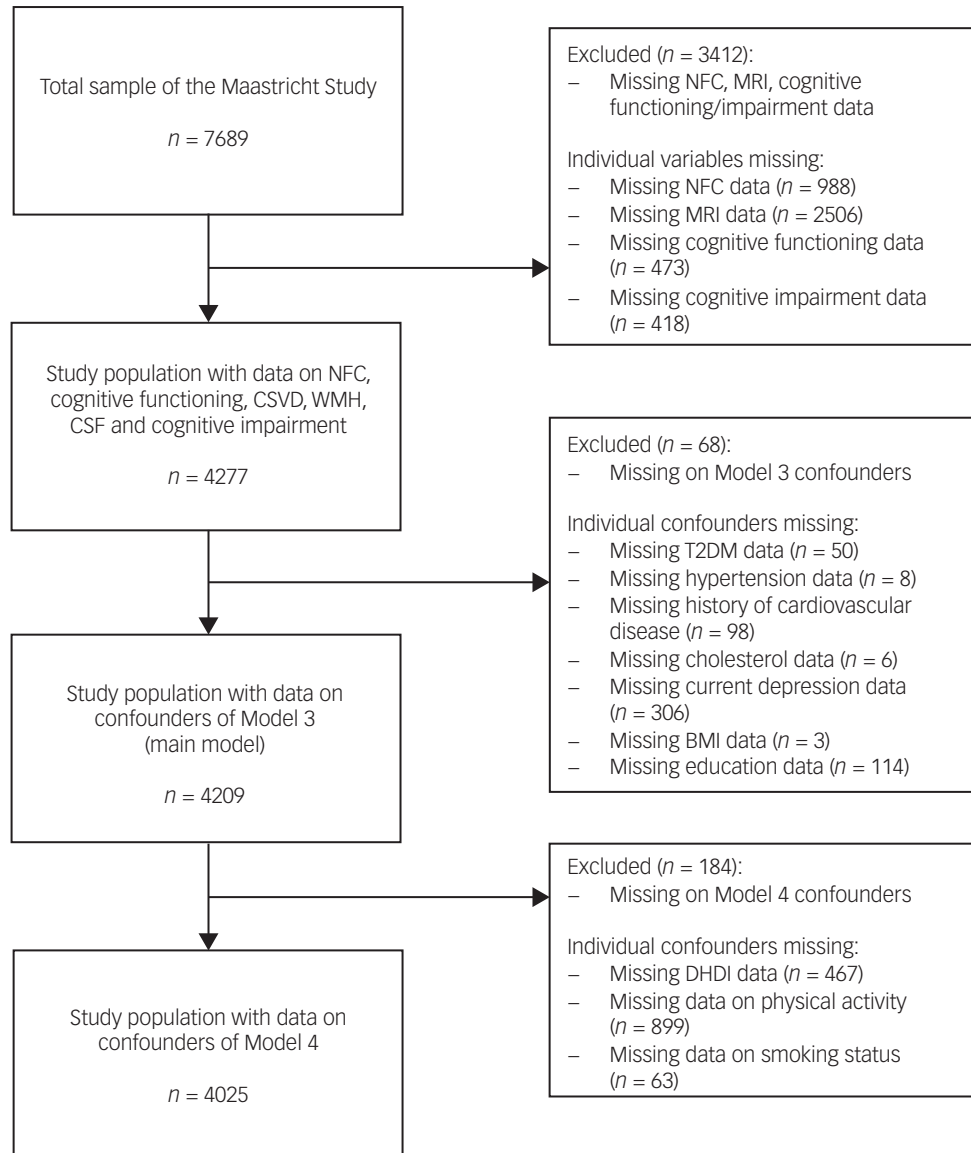 Total sample of the Maastricht Study
n = 7689
Excluded (n = 3412):
– Missing NFC, MRI, cognitive
functioning/impairment data
Individual variables missing:
– Missing NFC data (n = 988)
– Missing MRI data (n = 2506)
– Missing cognitive functioning data
(n = 473)
– Missing cognitive impairment data
(n = 418)
Study population with data on NFC,
cognitive functioning, CSVD, WMH,
CSF and cognitive impairment
n = 4277
Excluded (n = 68):
– Missing on Model 3 confounders
Individual confounders missing:
– Missing T2DM data (n = 50)
– Missing hypertension data (n = 8)
– Missing history of cardiovascular
disease (n = 98)
– Missing cholesterol data (n = 6)
– Missing current depression data
(n = 306)
– Missing BMI data (n = 3)
– Missing education data (n = 114)
Study population with data on
confounders of Model 3
(main model)
n = 4209
Excluded (n = 184):
– Missing on Model 4 confounders
Individual confounders missing:
– Missing DHDI data (n = 467)
– Missing data on physical activity
(n = 899)
– Missing data on smoking status
(n = 63)
Study population with data on
confounders of Model 4
n = 4025